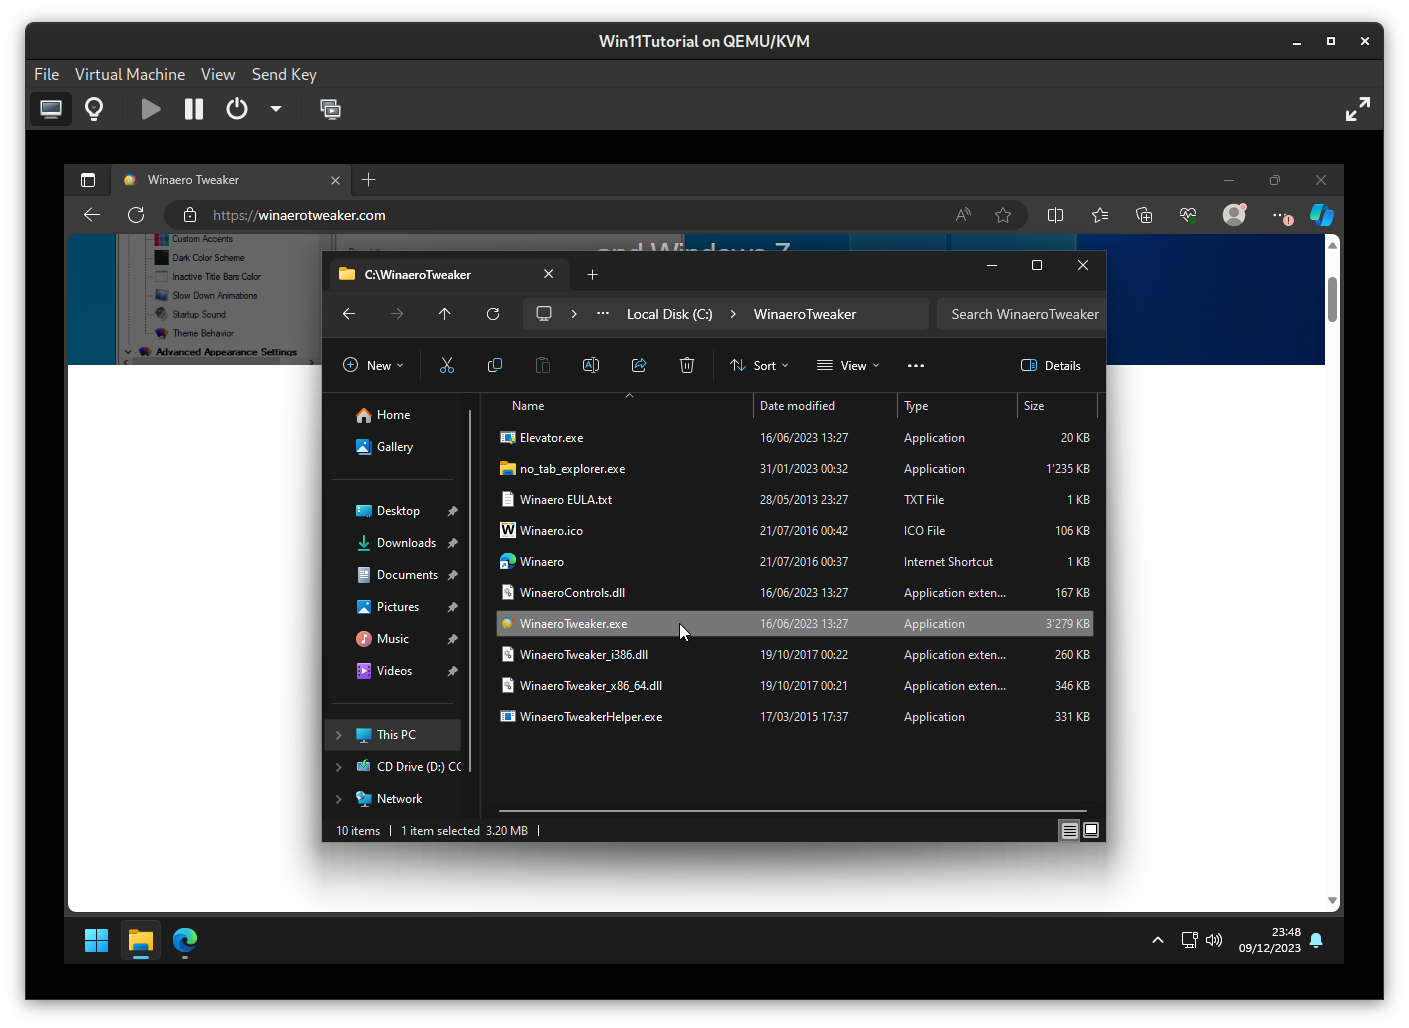 Win11Tutorial on QEMU/KVM
File Virtual Machine View Send Key
Winaero Tweaker
https://winaerotweaker.com
Custom Accents
Dark Color Scheme
Inactive Title Bars Color
Slow Down Animations
Startup Sound
Theme Behavior
Advanced Appearance Settings
and Windows 7
C:\WinaeroTweaker
Local Disk (C:) WinaeroTweaker
Search WinaeroTweaker
New Sort View Details
Home
Gallery
Desktop
Downloads
Documents
Pictures
Music
Videos
This PC
CD Drive (D:) CC
Network
Name Date modified Type Size
Elevator.exe 16/06/2023 13:27 Application 20 KB
no_tab_explorer.exe 31/01/2023 00:32 Application 1'235 KB
Winaero EULA.txt 28/05/2013 23:27 TXT File 1 KB
Winaero.ico 21/07/2016 00:42 ICO File 106 KB
Winaero 21/07/2016 00:37 Internet Shortcut 1 KB
WinaeroControls.dll 16/06/2023 13:27 Application exten... 167 KB
WinaeroTweaker.exe 16/06/2023 13:27 Application 3'279 KB
WinaeroTweaker_i386.dll 19/10/2017 00:22 Application exten... 260 KB
WinaeroTweaker_x86_64.dll 19/10/2017 00:21 Application exten... 346 KB
WinaeroTweakerHelper.exe 17/03/2015 17:37 Application 331 KB
10 items 1 item selected 3.20 MB
23:48
09/12/2023